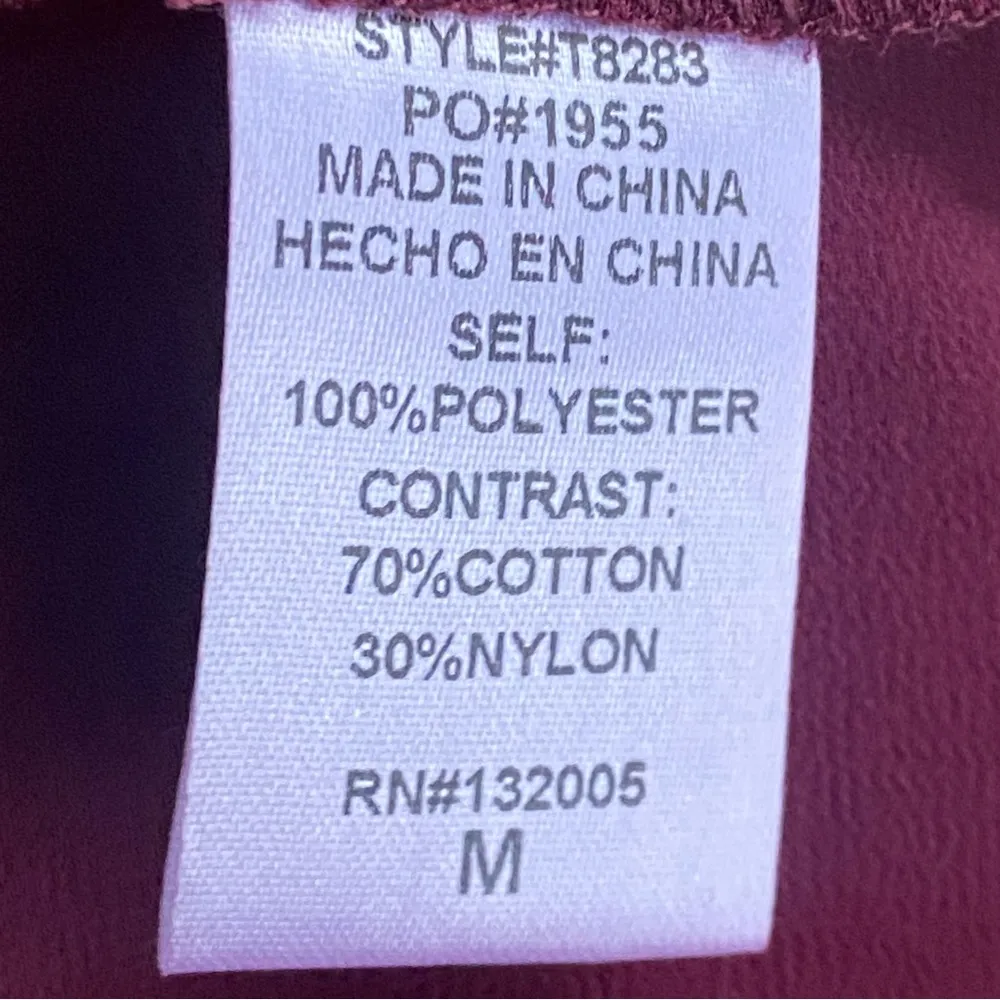 STYLE#T8283
PO#1955
MADE IN CHINA
HECHO EN CHINA
SELF:
100%POLYESTER
CONTRAST:
70%COTTON
30%NYLON
RN#132005
M